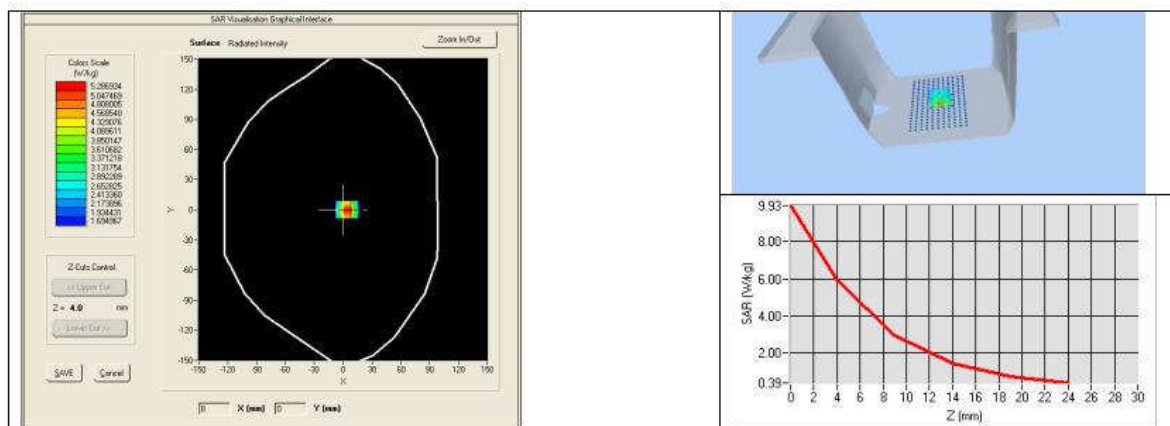 SAR Visualisation Graphical Interface
Surface Radiated Intensity
Zoom In/Out
Colors Scale
(W/kg)
5.286934
5.047469
4.808005
4.568540
4.329076
4.089611
3.850147
3.610682
3.371218
3.131754
2.892289
2.652825
2.413360
2.173896
1.934431
1.694967
Z-Cuts Control
<< Upper Cut
Z = 4.0 mm
Lower Cut >>
SAVE Cancel
150
120
90
60
30
0
-30
-60
-90
-120
-150
Y
-150 -120 -90 -60 -30 0 30 60 90 120 150
X
0 X (mm) 0 Y (mm)
9.93
8.00
6.00
4.00
2.00
0.39
SAR (W/kg)
0 2 4 6 8 10 12 14 16 18 20 22 24 26 28 30
Z (mm)